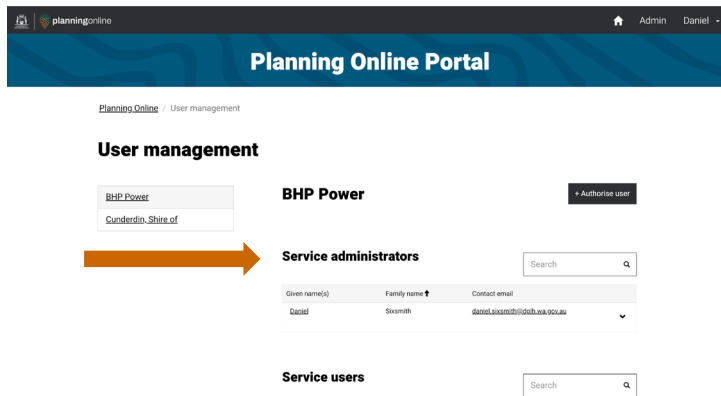 planningonline
Admin
Daniel
Planning Online Portal
Planning Online / User management
User management
BHP Power
Cunderdin, Shire of
BHP Power
+ Authorise user
Service administrators
Search
Given name(s) Family name Contact email
Daniel Sixsmith daniel.sixsmith@dplh.wa.gov.au
Service users
Search